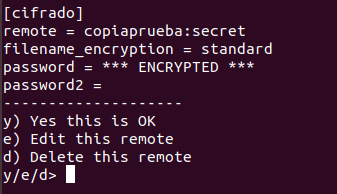 [cifrado]
remote = copiaprueba:secret
filename_encryption = standard
password = *** ENCRYPTED ***
password2 =
--------------------
y) Yes this is OK
e) Edit this remote
d) Delete this remote
y/e/d>